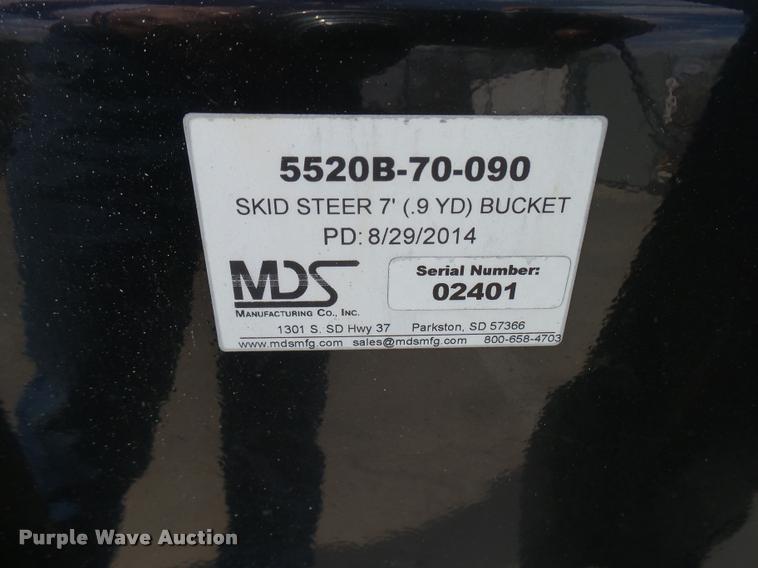 5520B-70-090
SKID STEER 7' (.9 YD) BUCKET
PD: 8/29/2014
MDS
MANUFACTURING CO., INC.
Serial Number:
02401
1301 S. SD Hwy 37 Parkston, SD 57366
www.mdsmfg.com sales@mdsmfg.com 800-658-4703
Purple Wave Auction